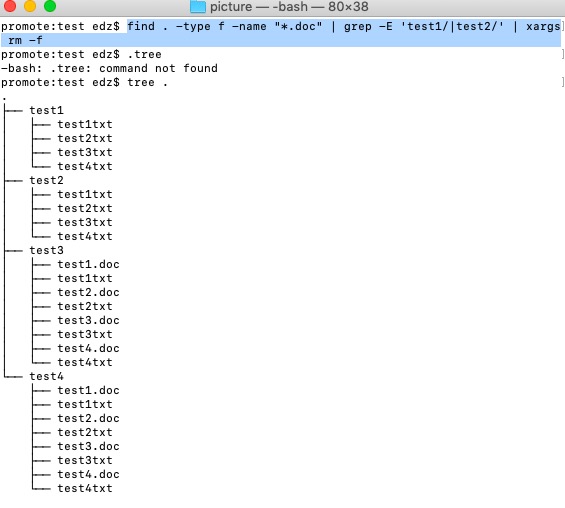 picture — -bash — 80×38
promote:test edz$ find . -type f -name "*.doc" | grep -E 'test1/|test2/' | xargs]
 rm -f
promote:test edz$ .tree
-bash: .tree: command not found
promote:test edz$ tree .                                                        ]
.
├── test1
│   ├── test1txt
│   ├── test2txt
│   ├── test3txt
│   └── test4txt
├── test2
│   ├── test1txt
│   ├── test2txt
│   ├── test3txt
│   └── test4txt
├── test3
│   ├── test1.doc
│   ├── test1txt
│   ├── test2.doc
│   ├── test2txt
│   ├── test3.doc
│   ├── test3txt
│   ├── test4.doc
│   └── test4txt
└── test4
    ├── test1.doc
    ├── test1txt
    ├── test2.doc
    ├── test2txt
    ├── test3.doc
    ├── test3txt
    ├── test4.doc
    └── test4txt